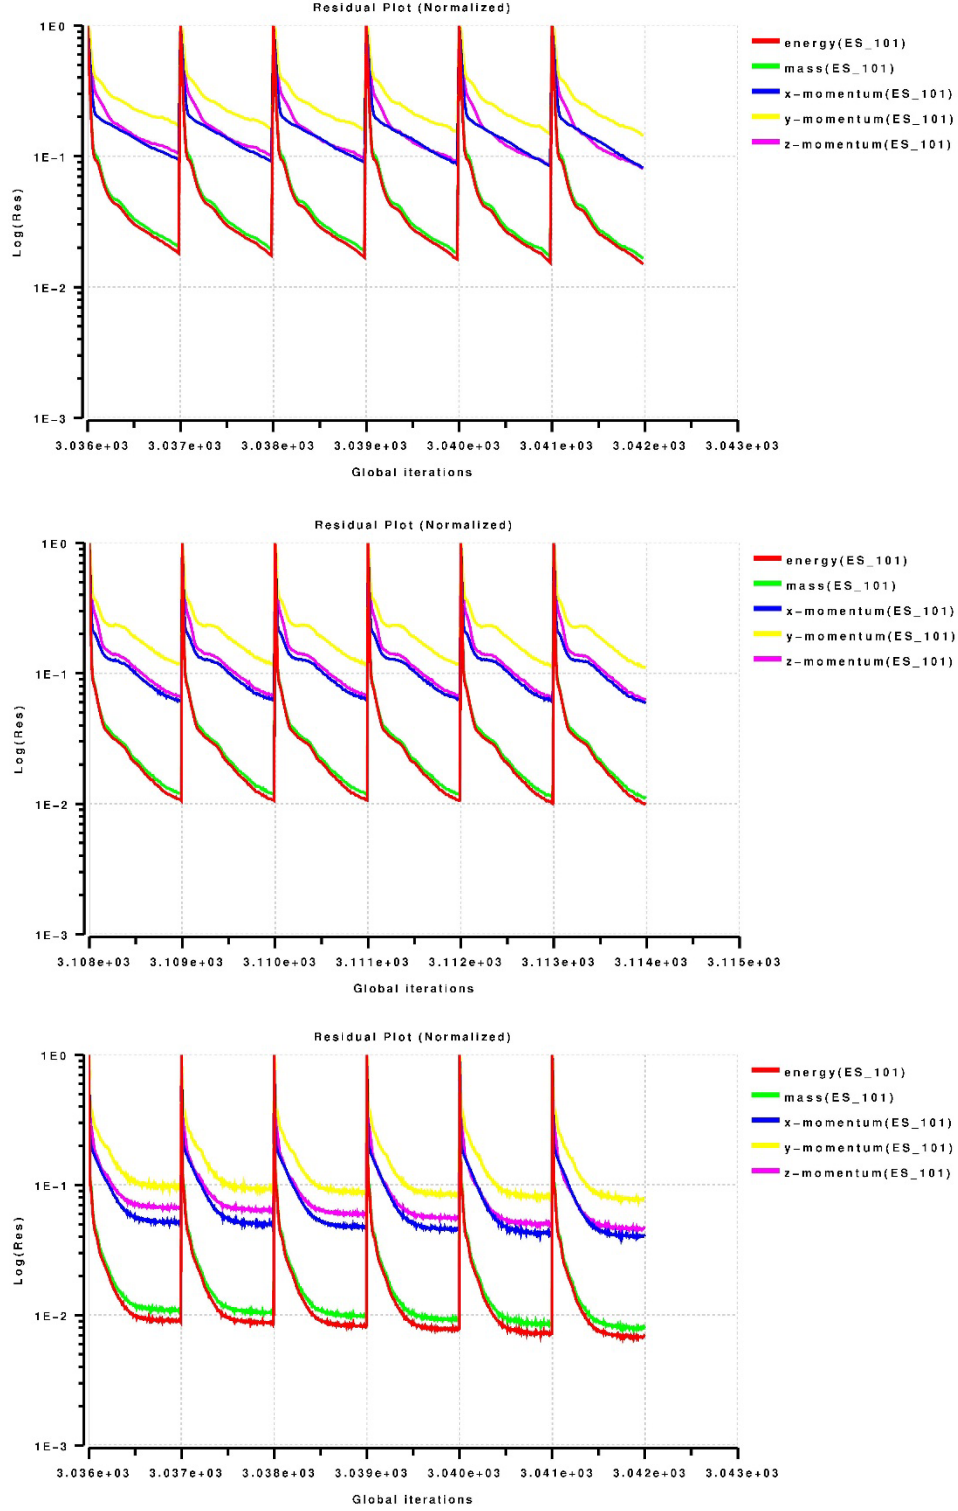 Residual Plot (Normalized)
1E0
1E-1
1E-2
1E-3
Log(Res)
3.036e+03 3.037e+03 3.038e+03 3.039e+03 3.040e+03 3.041e+03 3.042e+03 3.043e+03
Global iterations
energy(ES_101)
mass(ES_101)
x-momentum(ES_101)
y-momentum(ES_101)
z-momentum(ES_101)
Residual Plot (Normalized)
1E0
1E-1
1E-2
1E-3
Log(Res)
3.108e+03 3.109e+03 3.110e+03 3.111e+03 3.112e+03 3.113e+03 3.114e+03 3.115e+03
Global iterations
energy(ES_101)
mass(ES_101)
x-momentum(ES_101)
y-momentum(ES_101)
z-momentum(ES_101)
Residual Plot (Normalized)
1E0
1E-1
1E-2
1E-3
Log(Res)
3.036e+03 3.037e+03 3.038e+03 3.039e+03 3.040e+03 3.041e+03 3.042e+03 3.043e+03
Global iterations
energy(ES_101)
mass(ES_101)
x-momentum(ES_101)
y-momentum(ES_101)
z-momentum(ES_101)